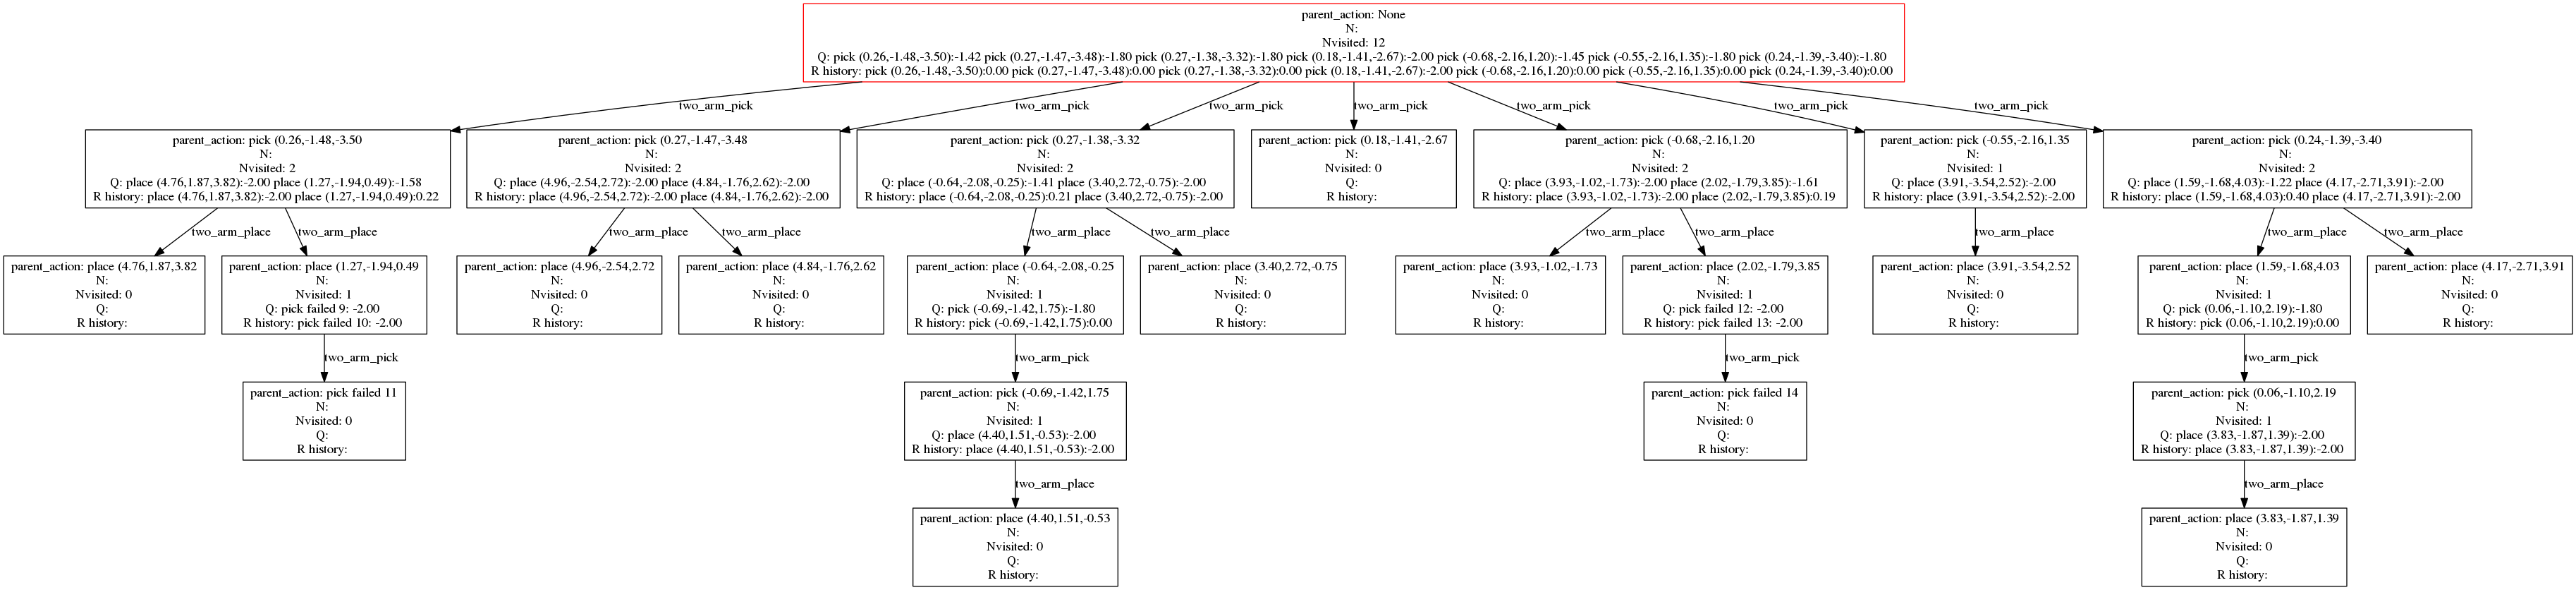 parent_action: None
N:
Nvisited: 12
Q: pick (0.26,-1.48,-3.50):-1.42 pick (0.27,-1.47,-3.48):-1.80 pick (0.27,-1.38,-3.32):-1.80 pick (0.18,-1.41,-2.67):-2.00 pick (-0.68,-2.16,1.20):-1.45 pick (-0.55,-2.16,1.35):-1.80 pick (0.24,-1.39,-3.40):-1.80
R history: pick (0.26,-1.48,-3.50):0.00 pick (0.27,-1.47,-3.48):0.00 pick (0.27,-1.38,-3.32):0.00 pick (0.18,-1.41,-2.67):-2.00 pick (-0.68,-2.16,1.20):0.00 pick (-0.55,-2.16,1.35):0.00 pick (0.24,-1.39,-3.40):0.00
two_arm_pick
two_arm_pick
two_arm_pick
two_arm_pick
two_arm_pick
two_arm_pick
two_arm_pick
parent_action: pick (0.26,-1.48,-3.50
N:
Nvisited: 2
Q: place (4.76,1.87,3.82):-2.00 place (1.27,-1.94,0.49):-1.58
R history: place (4.76,1.87,3.82):-2.00 place (1.27,-1.94,0.49):0.22
parent_action: pick (0.27,-1.47,-3.48
N:
Nvisited: 2
Q: place (4.96,-2.54,2.72):-2.00 place (4.84,-1.76,2.62):-2.00
R history: place (4.96,-2.54,2.72):-2.00 place (4.84,-1.76,2.62):-2.00
parent_action: pick (0.27,-1.38,-3.32
N:
Nvisited: 2
Q: place (-0.64,-2.08,-0.25):-1.41 place (3.40,2.72,-0.75):-2.00
R history: place (-0.64,-2.08,-0.25):0.21 place (3.40,2.72,-0.75):-2.00
parent_action: pick (0.18,-1.41,-2.67
N:
Nvisited: 0
Q:
R history:
parent_action: pick (-0.68,-2.16,1.20
N:
Nvisited: 2
Q: place (3.93,-1.02,-1.73):-2.00 place (2.02,-1.79,3.85):-1.61
R history: place (3.93,-1.02,-1.73):-2.00 place (2.02,-1.79,3.85):0.19
parent_action: pick (-0.55,-2.16,1.35
N:
Nvisited: 1
Q: place (3.91,-3.54,2.52):-2.00
R history: place (3.91,-3.54,2.52):-2.00
parent_action: pick (0.24,-1.39,-3.40
N:
Nvisited: 2
Q: place (1.59,-1.68,4.03):-1.22 place (4.17,-2.71,3.91):-2.00
R history: place (1.59,-1.68,4.03):0.40 place (4.17,-2.71,3.91):-2.00
two_arm_place
two_arm_place
two_arm_place
two_arm_place
two_arm_place
two_arm_place
two_arm_place
two_arm_place
two_arm_place
two_arm_place
two_arm_place
parent_action: place (4.76,1.87,3.82
N:
Nvisited: 0
Q:
R history:
parent_action: place (1.27,-1.94,0.49
N:
Nvisited: 1
Q: pick failed 9: -2.00
R history: pick failed 10: -2.00
parent_action: place (4.96,-2.54,2.72
N:
Nvisited: 0
Q:
R history:
parent_action: place (4.84,-1.76,2.62
N:
Nvisited: 0
Q:
R history:
parent_action: place (-0.64,-2.08,-0.25
N:
Nvisited: 1
Q: pick (-0.69,-1.42,1.75):-1.80
R history: pick (-0.69,-1.42,1.75):0.00
parent_action: place (3.40,2.72,-0.75
N:
Nvisited: 0
Q:
R history:
parent_action: place (3.93,-1.02,-1.73
N:
Nvisited: 0
Q:
R history:
parent_action: place (2.02,-1.79,3.85
N:
Nvisited: 1
Q: pick failed 12: -2.00
R history: pick failed 13: -2.00
parent_action: place (3.91,-3.54,2.52
N:
Nvisited: 0
Q:
R history:
parent_action: place (1.59,-1.68,4.03
N:
Nvisited: 1
Q: pick (0.06,-1.10,2.19):-1.80
R history: pick (0.06,-1.10,2.19):0.00
parent_action: place (4.17,-2.71,3.91
N:
Nvisited: 0
Q:
R history:
two_arm_pick
two_arm_pick
two_arm_pick
two_arm_pick
parent_action: pick failed 11
N:
Nvisited: 0
Q:
R history:
parent_action: pick (-0.69,-1.42,1.75
N:
Nvisited: 1
Q: place (4.40,1.51,-0.53):-2.00
R history: place (4.40,1.51,-0.53):-2.00
parent_action: pick failed 14
N:
Nvisited: 0
Q:
R history:
parent_action: pick (0.06,-1.10,2.19
N:
Nvisited: 1
Q: place (3.83,-1.87,1.39):-2.00
R history: place (3.83,-1.87,1.39):-2.00
two_arm_place
two_arm_place
parent_action: place (4.40,1.51,-0.53
N:
Nvisited: 0
Q:
R history:
parent_action: place (3.83,-1.87,1.39
N:
Nvisited: 0
Q:
R history: